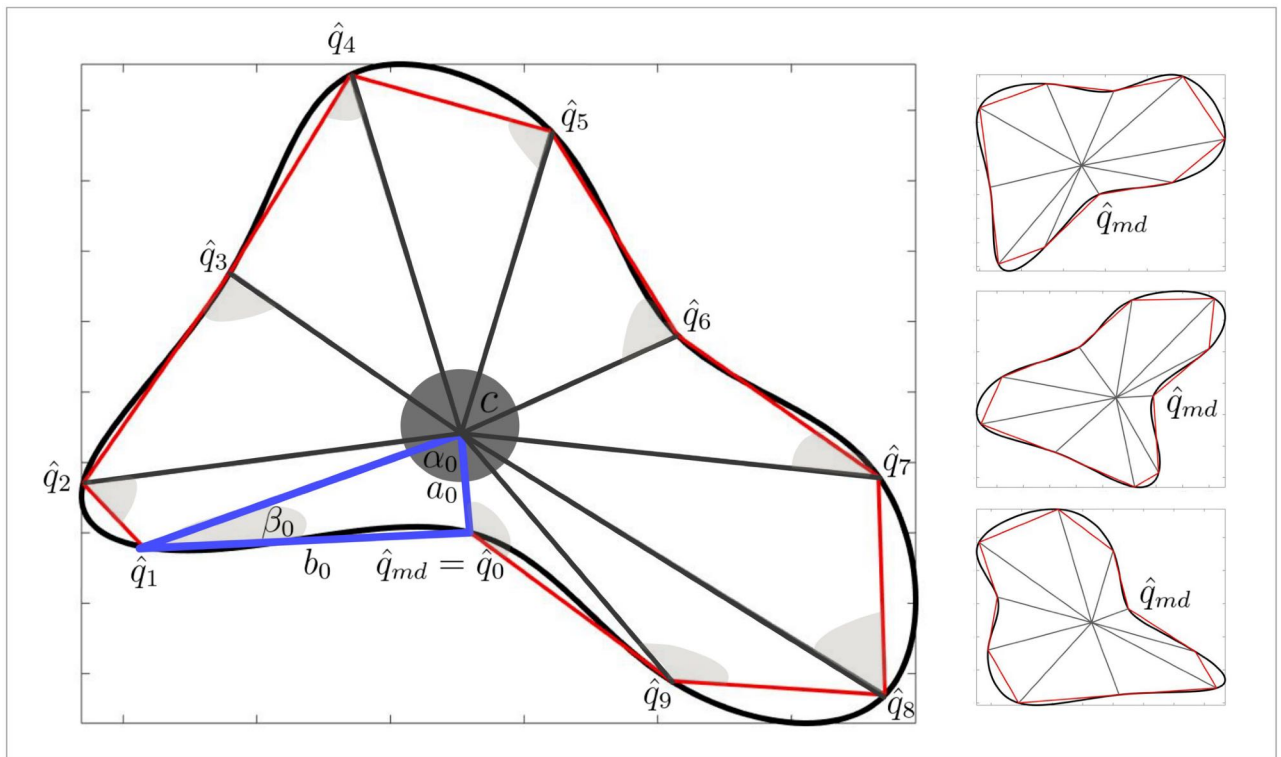 q̂₄
q̂₅
q̂₃
q̂₆
c
α₀
a₀
q̂₂
q̂₇
β₀
q̂₁
b₀
q̂md = q̂₀
q̂₉
q̂₈
q̂md
q̂md
q̂md